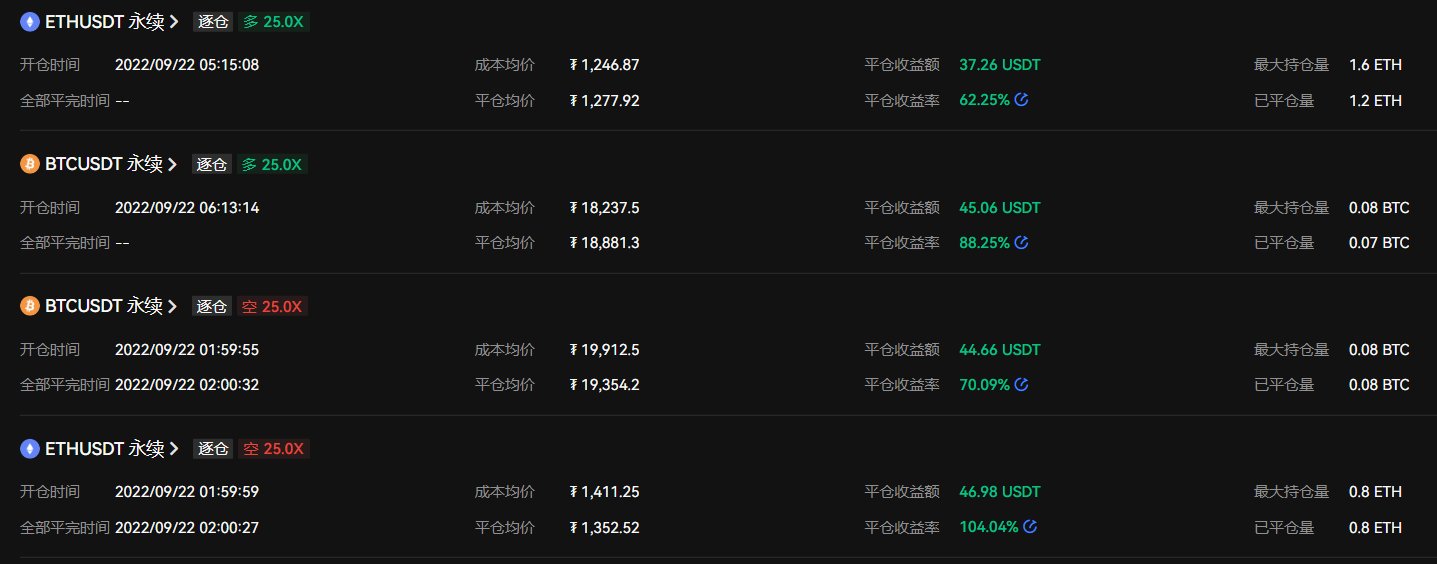 ETHUSDT 永续 逐仓 多 25.0X
开仓时间 2022/09/22 05:15:08 成本均价 ₮ 1,246.87 平仓收益额 37.26 USDT 最大持仓量 1.6 ETH
全部平完时间 -- 平仓均价 ₮ 1,277.92 平仓收益率 62.25% 已平仓量 1.2 ETH
BTCUSDT 永续 逐仓 多 25.0X
开仓时间 2022/09/22 06:13:14 成本均价 ₮ 18,237.5 平仓收益额 45.06 USDT 最大持仓量 0.08 BTC
全部平完时间 -- 平仓均价 ₮ 18,881.3 平仓收益率 88.25% 已平仓量 0.07 BTC
BTCUSDT 永续 逐仓 空 25.0X
开仓时间 2022/09/22 01:59:55 成本均价 ₮ 19,912.5 平仓收益额 44.66 USDT 最大持仓量 0.08 BTC
全部平完时间 2022/09/22 02:00:32 平仓均价 ₮ 19,354.2 平仓收益率 70.09% 已平仓量 0.08 BTC
ETHUSDT 永续 逐仓 空 25.0X
开仓时间 2022/09/22 01:59:59 成本均价 ₮ 1,411.25 平仓收益额 46.98 USDT 最大持仓量 0.8 ETH
全部平完时间 2022/09/22 02:00:27 平仓均价 ₮ 1,352.52 平仓收益率 104.04% 已平仓量 0.8 ETH